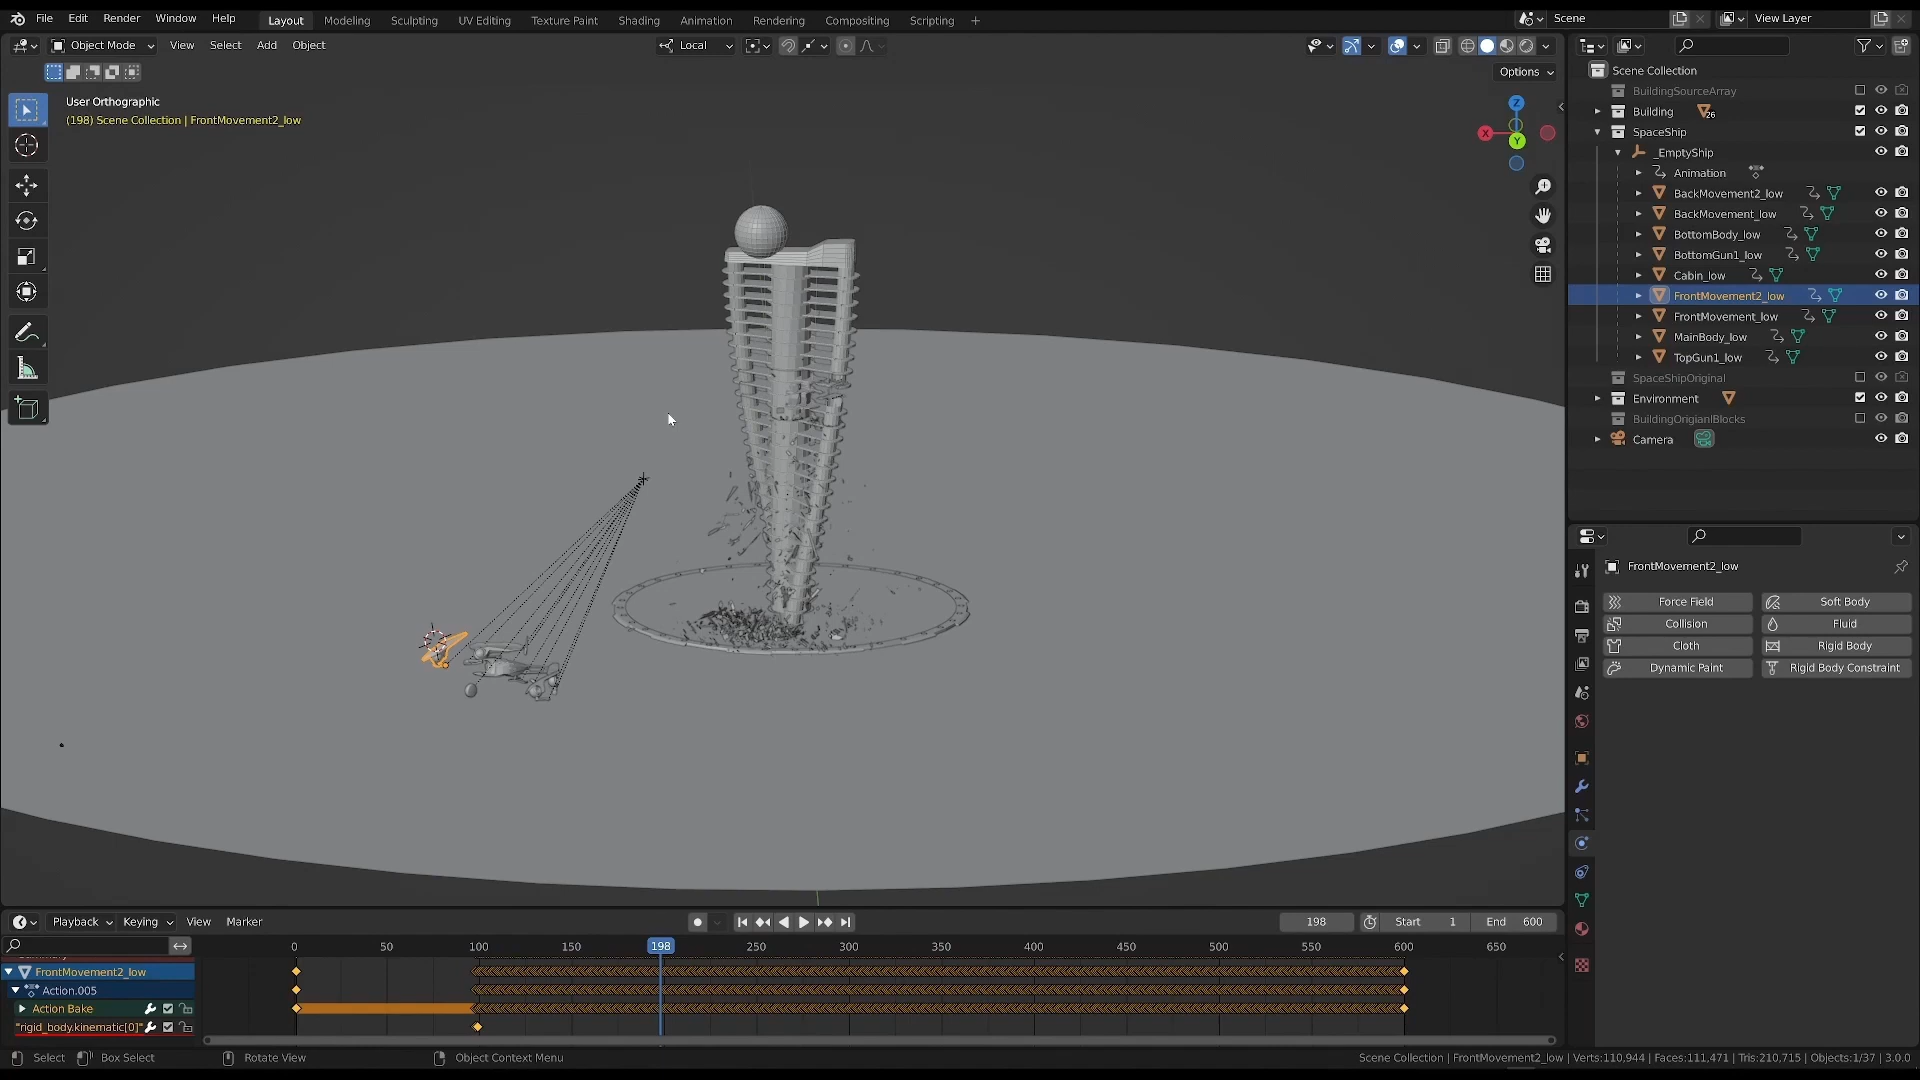 File Edit Render Window Help Layout Modeling Sculpting UV Editing Texture Paint Shading Animation Rendering Compositing Scripting + Scene View Layer
Object Mode View Select Add Object Local
Options
User Orthographic
(198) Scene Collection | FrontMovement2_low
Z
X
Y
Scene Collection
BuildingSourceArray
Building 26
SpaceShip
_EmptyShip
Animation
BackMovement2_low
BackMovement_low
BottomBody_low
BottomGun1_low
Cabin_low
FrontMovement2_low
FrontMovement_low
MainBody_low
TopGun1_low
SpaceShipOriginal
Environment
BuildingOrigianlBlocks
Camera
FrontMovement2_low
Force Field Soft Body
Collision Fluid
Cloth Rigid Body
Dynamic Paint Rigid Body Constraint
Playback Keying View Marker 198 Start 1 End 600
0 50 100 150 198 250 300 350 400 450 500 550 600 650
FrontMovement2_low
Action.005
Action Bake
"rigid_body.kinematic[0]"
Select Box Select Rotate View Object Context Menu Scene Collection | FrontMovement2_low | Verts:110,944 | Faces:111,471 | Tris:210,715 | Objects:1/37 | 3.0.0